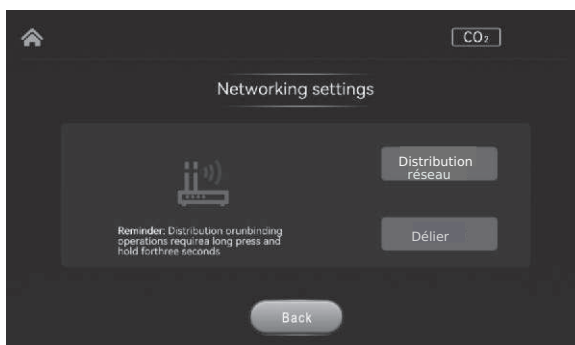 CO₂
Networking settings
Distribution
réseau
Reminder: Distribution orunbinding
operations requirea long press and
hold forthree seconds
Délier
Back